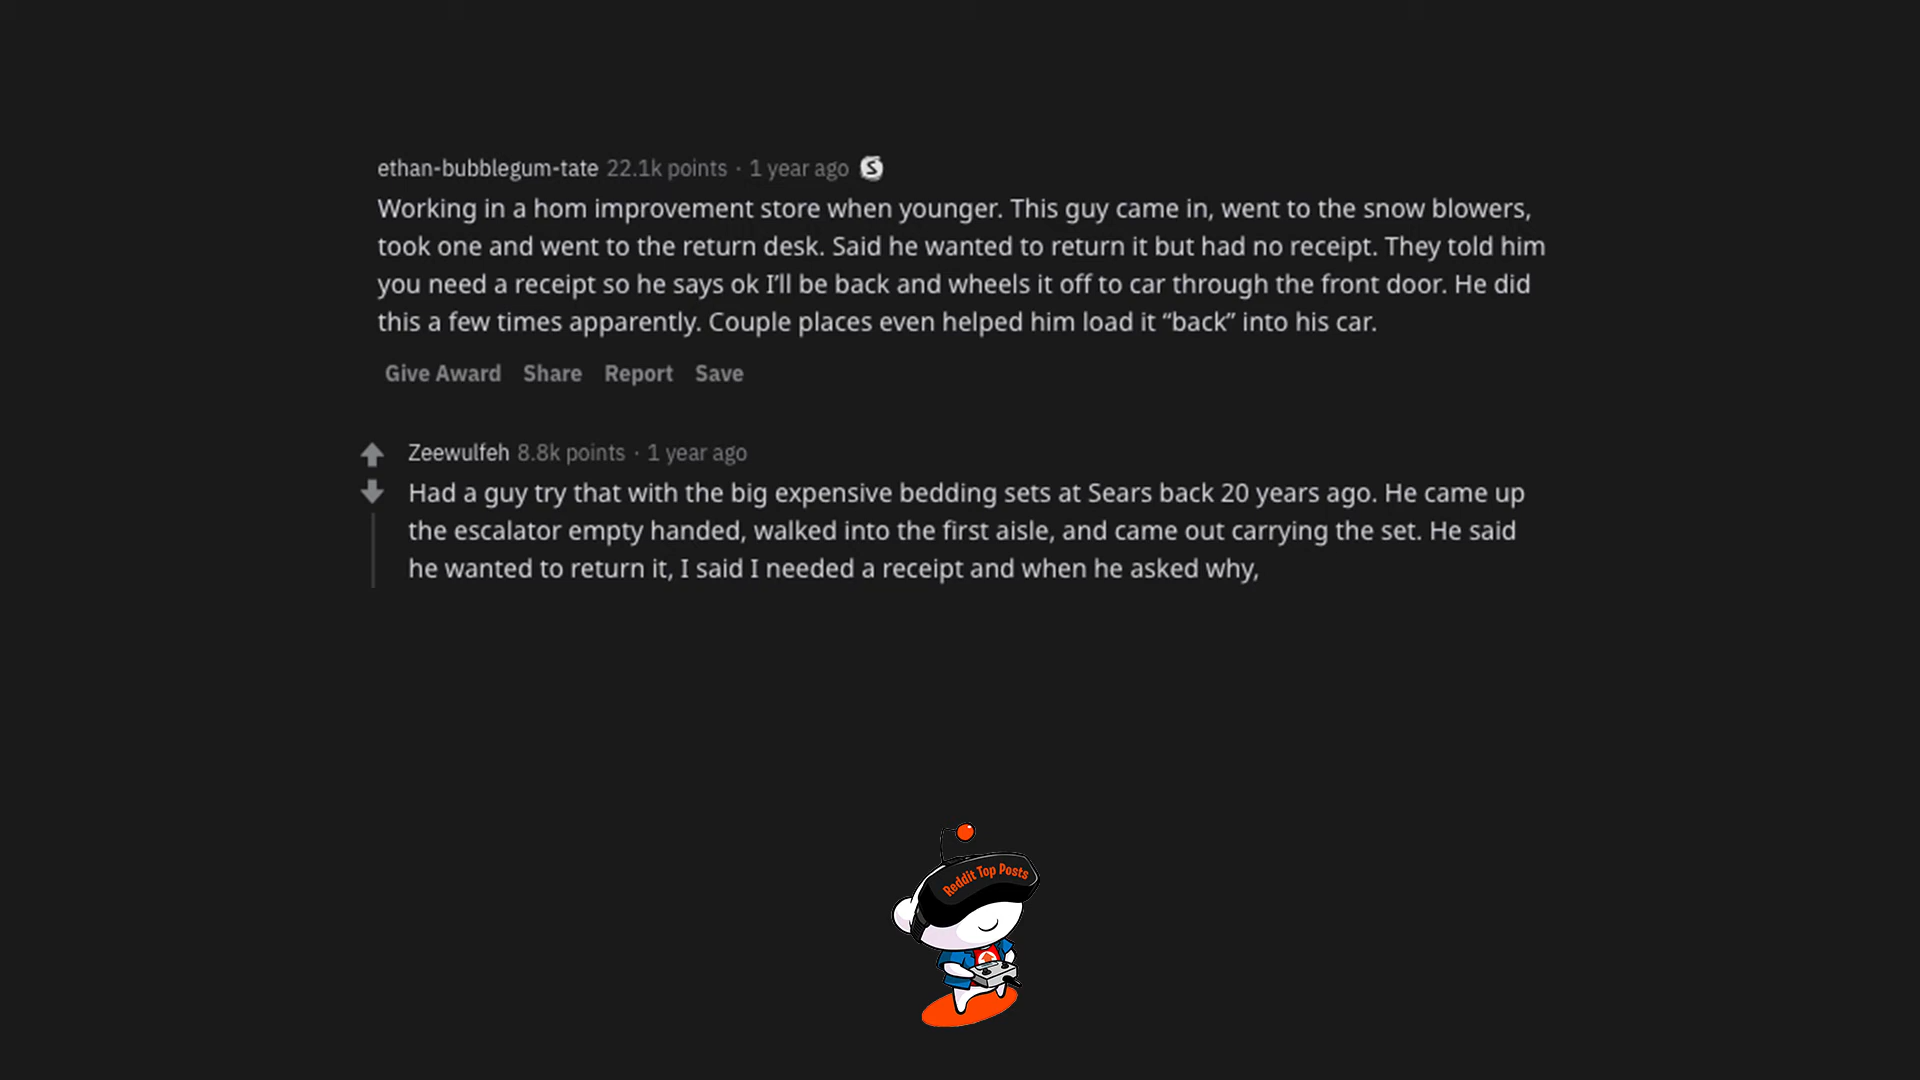 ethan-bubblegum-tate 22.1k points · 1 year ago S
Working in a hom improvement store when younger. This guy came in, went to the snow blowers,
took one and went to the return desk. Said he wanted to return it but had no receipt. They told him
you need a receipt so he says ok I’ll be back and wheels it off to car through the front door. He did
this a few times apparently. Couple places even helped him load it “back” into his car.
Give Award Share Report Save
Zeewulfeh 8.8k points · 1 year ago
Had a guy try that with the big expensive bedding sets at Sears back 20 years ago. He came up
the escalator empty handed, walked into the first aisle, and came out carrying the set. He said
he wanted to return it, I said I needed a receipt and when he asked why,
Reddit Top Posts